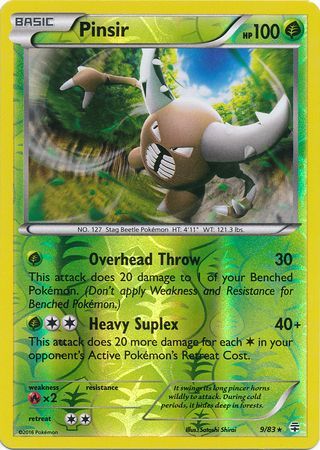 BASIC Pinsir HP100
NO. 127 Stag Beetle Pokémon HT: 4'11" WT: 121.3 lbs.
Overhead Throw 30
This attack does 20 damage to 1 of your Benched
Pokémon. (Don't apply Weakness and Resistance for
Benched Pokémon.)
Heavy Suplex 40+
This attack does 20 more damage for each in your
opponent's Active Pokémon's Retreat Cost.
weakness resistance
×2
retreat
It swings its long pincer horns
wildly to attack. During cold
periods, it hides deep in forests.
©2016 Pokémon Illus. Satoshi Shirai 9/83